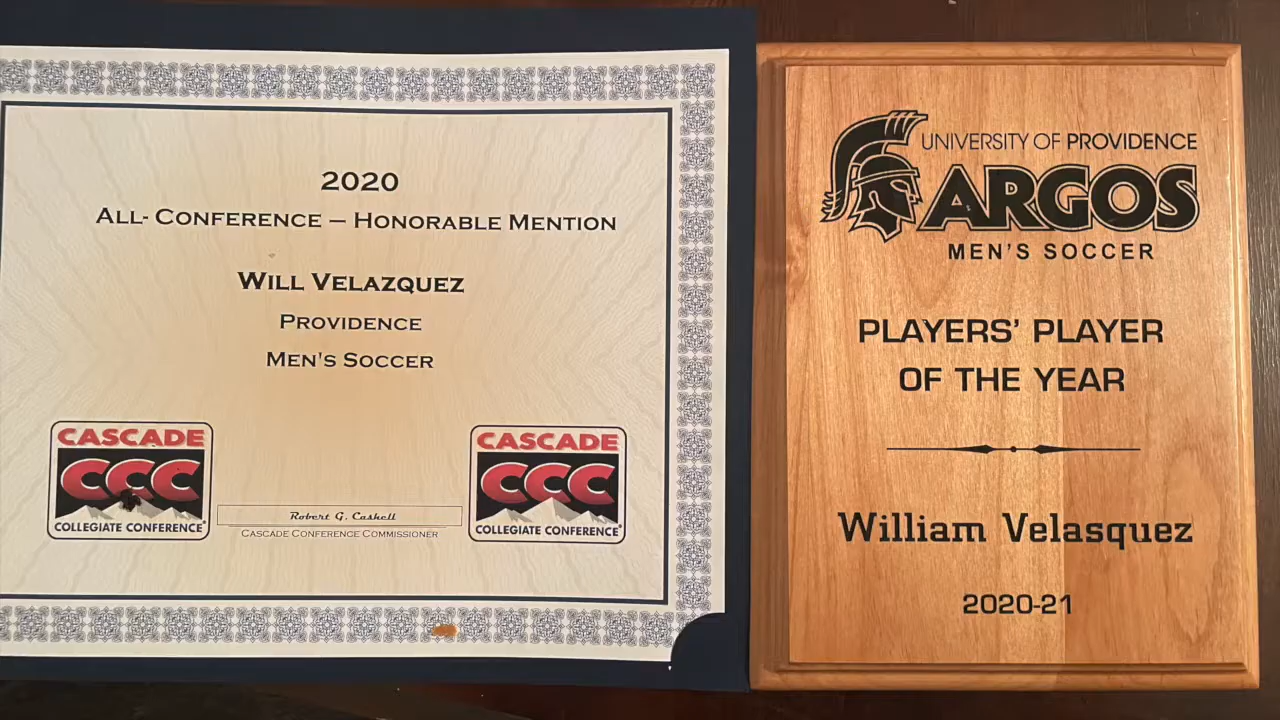 2020
ALL- CONFERENCE – HONORABLE MENTION
WILL VELAZQUEZ
PROVIDENCE
MEN'S SOCCER
CASCADE
CCC
COLLEGIATE CONFERENCE
Robert G. Cashell
CASCADE CONFERENCE COMMISSIONER
CASCADE
CCC
COLLEGIATE CONFERENCE
UNIVERSITY OF PROVIDENCE
ARGOS
MEN'S SOCCER
PLAYERS' PLAYER
OF THE YEAR
William Velasquez
2020-21